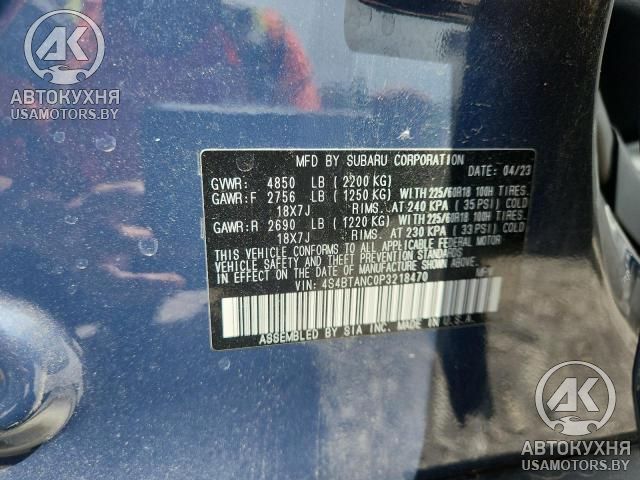 AK
АВТОКУХНЯ
USAMOTORS.BY
MFD BY SUBARU CORPORATION
DATE: 04/23
GVWR: 4850 LB (2200 KG)
GAWR:F 2756 LB (1250 KG) WITH 225/60R18 100H TIRES.
18X7J RIMS. AT 240 KPA (35 PSI) COLD
GAWR:R 2690 LB (1220 KG) WITH 225/60R18 100H TIRES.
18X7J RIMS. AT 230 KPA (33 PSI) COLD
THIS VEHICLE CONFORMS TO ALL APPLICABLE FEDERAL MOTOR
VEHICLE SAFETY AND THEFT PREVENTION STANDARDS
IN EFFECT ON THE DATE OF MANUFACTURE SHOWN ABOVE.
VIN: 4S4BTANC0P3218470
MPV
ASSEMBLED BY SIA INC. MADE IN U.S.A.
AK
АВТОКУХНЯ
USAMOTORS.BY